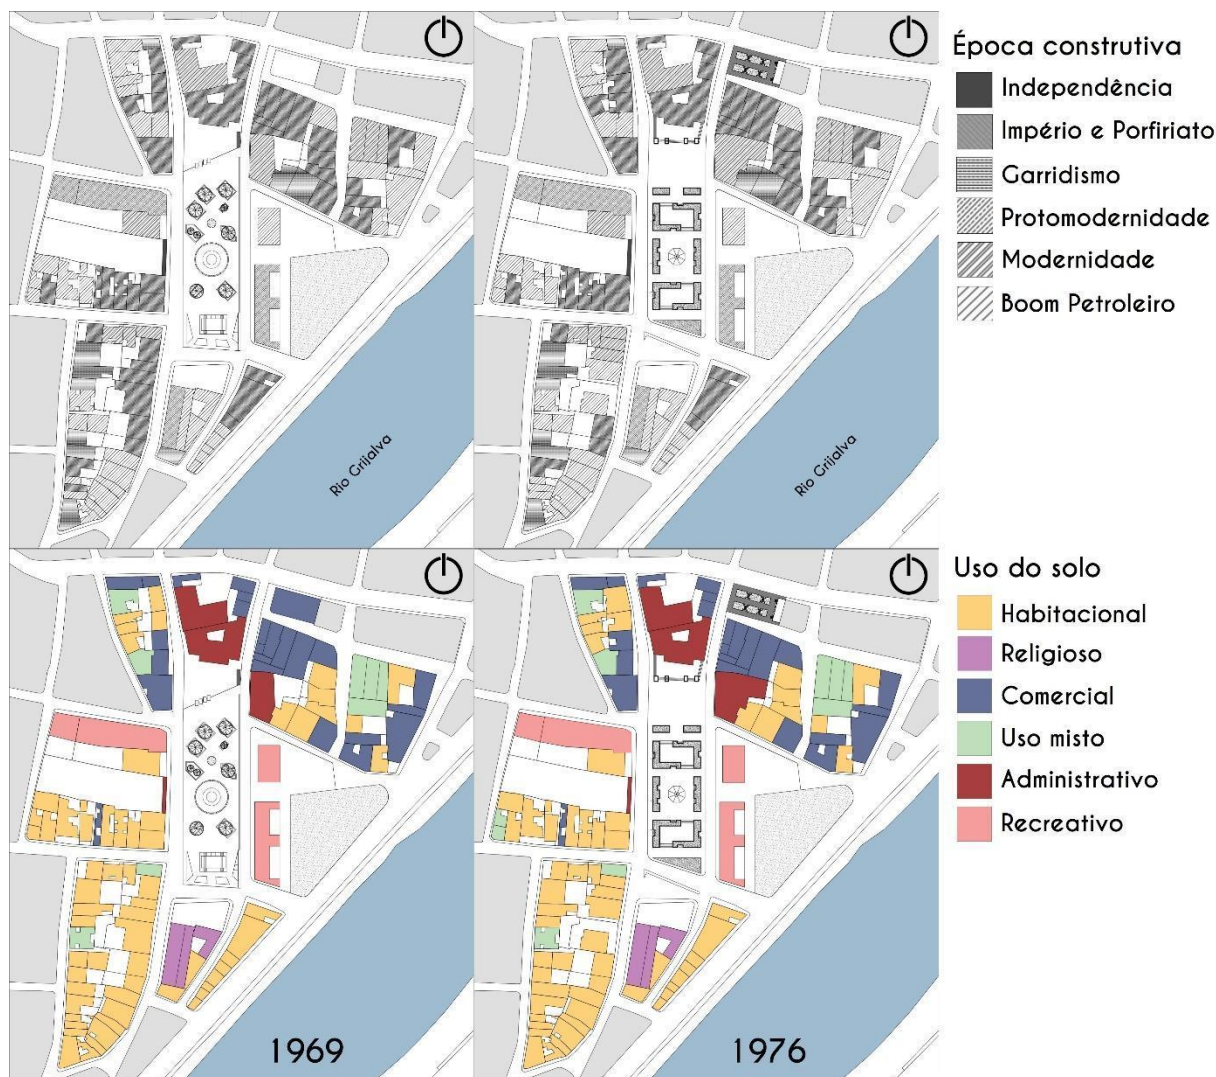 Época construtiva
Independência
Império e Porfiriato
Garridismo
Protomodernidade
Modernidade
Boom Petroleiro
Rio Grijalva
Rio Grijalva
Uso do solo
Habitacional
Religioso
Comercial
Uso misto
Administrativo
Recreativo
1969
1976